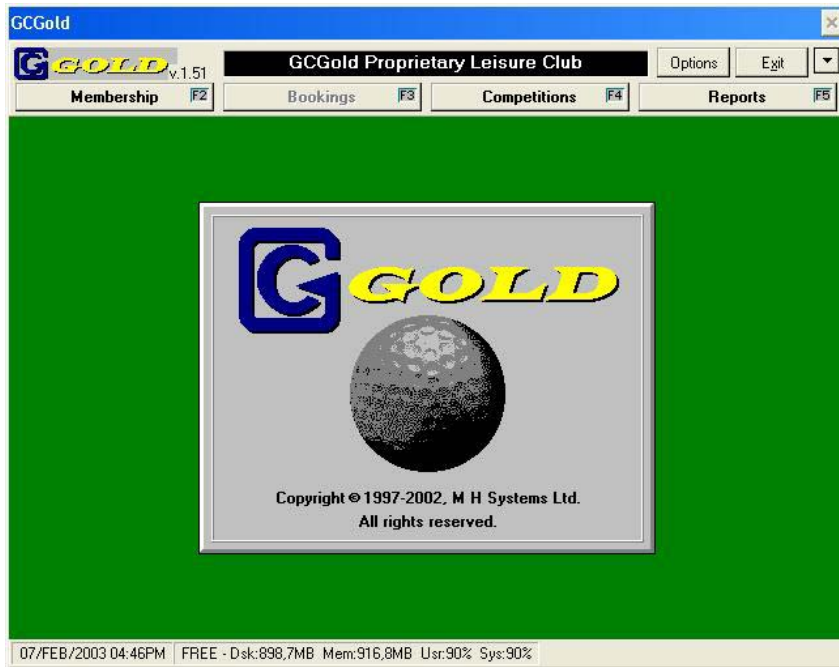 GCGold
GC GOLD v.1.51 GCGold Proprietary Leisure Club Options Exit
Membership F2 Bookings F3 Competitions F4 Reports F5
GC GOLD
Copyright © 1997-2002, M H Systems Ltd.
All rights reserved.
07/FEB/2003 04:46PM FREE - Dsk:898,7MB Mem:916,8MB Usr:90% Sys:90%